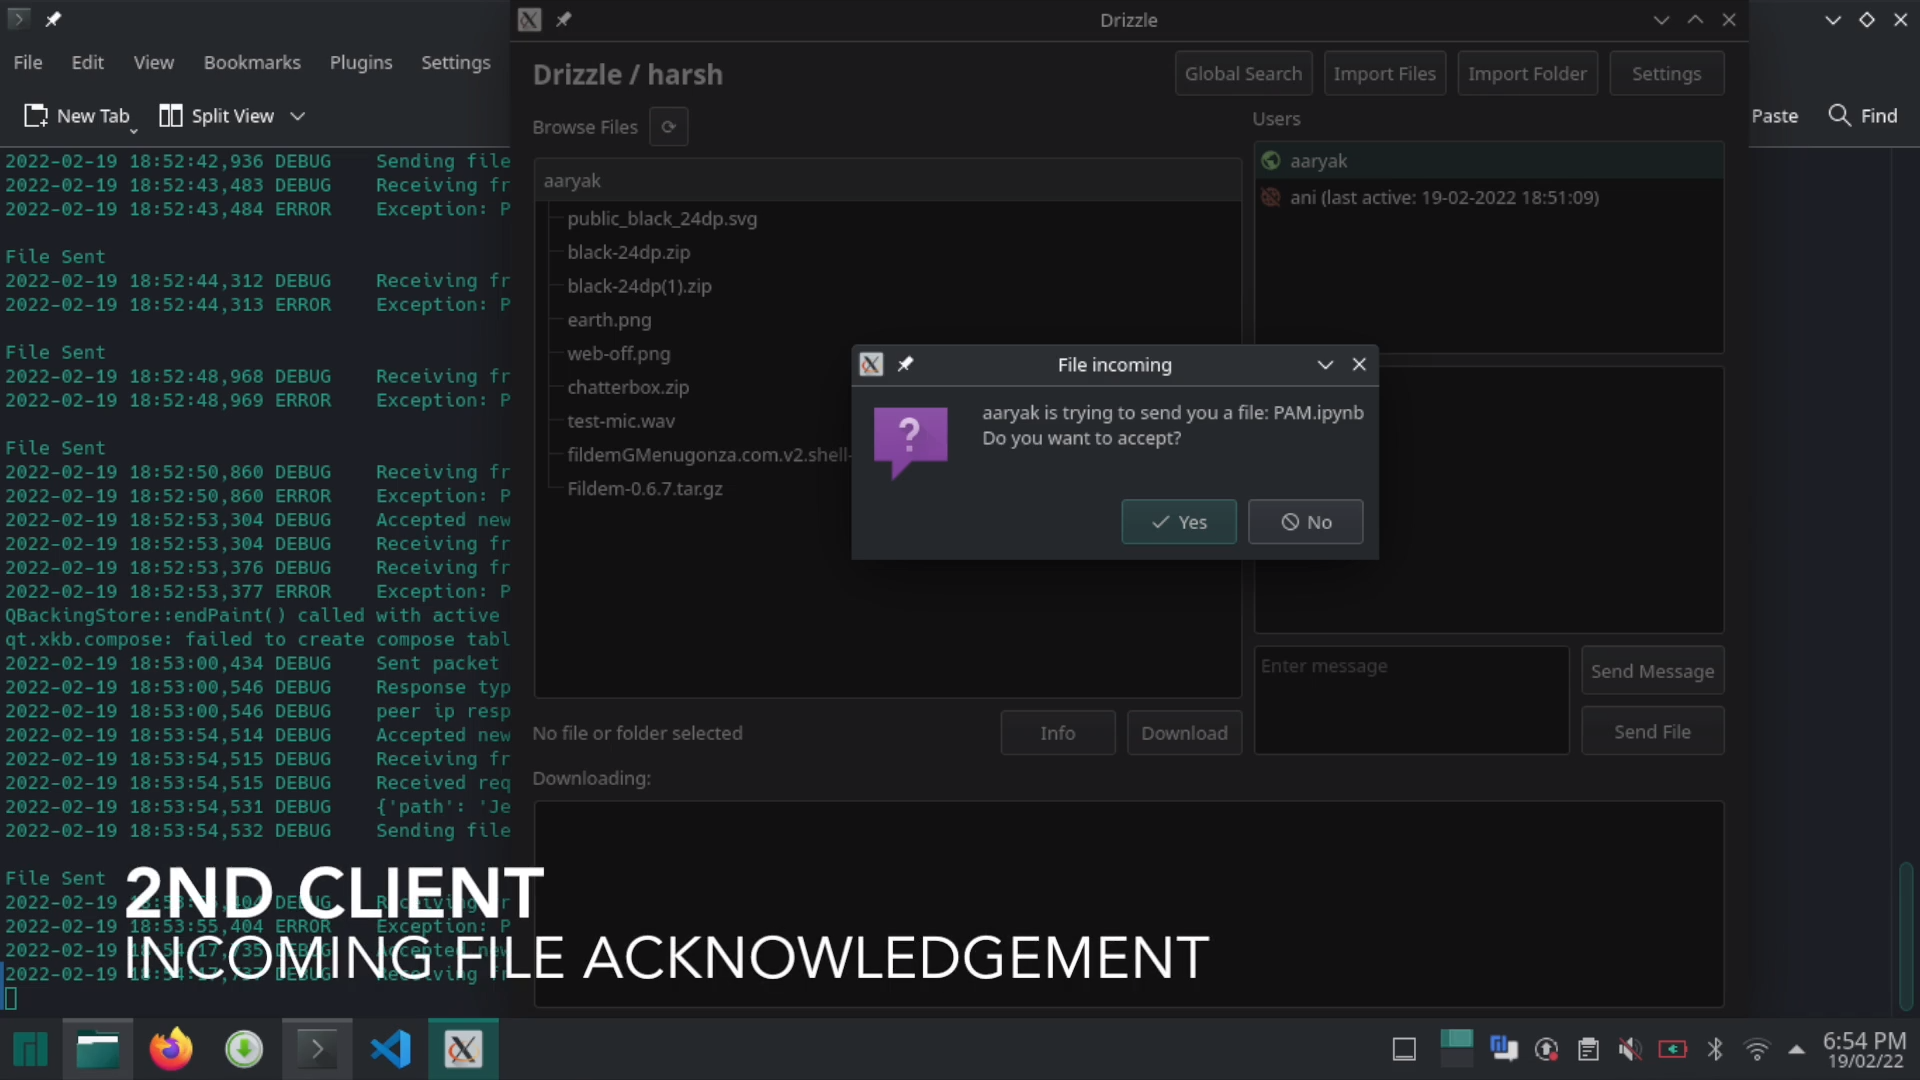 File Edit View Bookmarks Plugins Settings
New Tab Split View
Paste Find
2022-02-19 18:52:42,936 DEBUG Sending file
2022-02-19 18:52:43,483 DEBUG Receiving fr
2022-02-19 18:52:43,484 ERROR Exception: P
File Sent
2022-02-19 18:52:44,312 DEBUG Receiving fr
2022-02-19 18:52:44,313 ERROR Exception: P
File Sent
2022-02-19 18:52:48,968 DEBUG Receiving fr
2022-02-19 18:52:48,969 ERROR Exception: P
File Sent
2022-02-19 18:52:50,860 DEBUG Receiving fr
2022-02-19 18:52:50,860 ERROR Exception: P
2022-02-19 18:52:53,304 DEBUG Accepted new
2022-02-19 18:52:53,304 DEBUG Receiving fr
2022-02-19 18:52:53,376 DEBUG Receiving fr
2022-02-19 18:52:53,377 ERROR Exception: P
QBackingStore::endPaint() called with active
qt.xkb.compose: failed to create compose tabl
2022-02-19 18:53:00,434 DEBUG Sent packet
2022-02-19 18:53:00,546 DEBUG Response typ
2022-02-19 18:53:00,546 DEBUG peer ip resp
2022-02-19 18:53:54,514 DEBUG Accepted new
2022-02-19 18:53:54,515 DEBUG Receiving fr
2022-02-19 18:53:54,515 DEBUG Received req
2022-02-19 18:53:54,531 DEBUG {'path': 'Je
2022-02-19 18:53:54,532 DEBUG Sending file
File Sent
2022-02-19
2022-02-19 18:53:55,404 ERROR Exception: P
2022-02-19
2022-02-19
Drizzle
Drizzle / harsh
Global Search Import Files Import Folder Settings
Browse Files
aaryak
public_black_24dp.svg
black-24dp.zip
black-24dp(1).zip
earth.png
web-off.png
chatterbox.zip
test-mic.wav
fildemGMenugonza.com.v2.shell-
Fildem-0.6.7.tar.gz
Users
aaryak
ani (last active: 19-02-2022 18:51:09)
File incoming
aaryak is trying to send you a file: PAM.ipynb
Do you want to accept?
Yes No
Enter message
Send Message
Send File
No file or folder selected
Info Download
Downloading:
2ND CLIENT
INCOMING FILE ACKNOWLEDGEMENT
6:54 PM
19/02/22